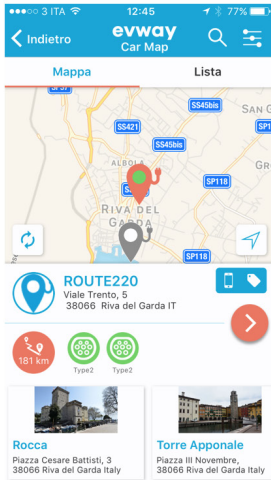 3 ITA 12:45 77%
Indietro evway
Car Map
Mappa Lista
SS45bis
SAN
SS421
SS45bis
ALBOLA
SP118
RIVA DEL
GARDA
SP118
ROUTE220
Viale Trento, 5
38066 Riva del Garda IT
181 km
Type2 Type2
Rocca
Piazza Cesare Battisti, 3
38066 Riva del Garda Italy
Torre Apponale
Piazza III Novembre,
38066 Riva del Garda Italy